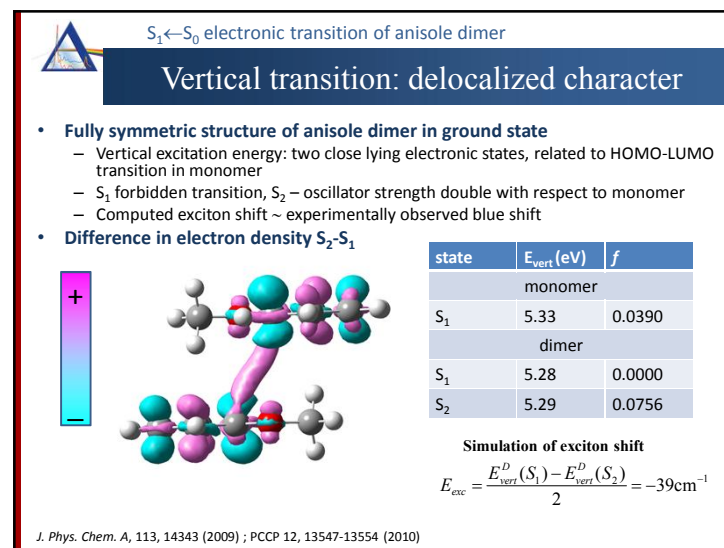 S₁←S₀ electronic transition of anisole dimer
Vertical transition: delocalized character
• Fully symmetric structure of anisole dimer in ground state
– Vertical excitation energy: two close lying electronic states, related to HOMO-LUMO
transition in monomer
– S₁ forbidden transition, S₂ – oscillator strength double with respect to monomer
– Computed exciton shift ~ experimentally observed blue shift
• Difference in electron density S₂-S₁
+
–
state E_vert (eV) f
monomer
S₁ 5.33 0.0390
dimer
S₁ 5.28 0.0000
S₂ 5.29 0.0756
Simulation of exciton shift
E_exc = (E^D_vert(S₁) − E^D_vert(S₂)) / 2 = −39cm⁻¹
J. Phys. Chem. A, 113, 14343 (2009) ; PCCP 12, 13547-13554 (2010)